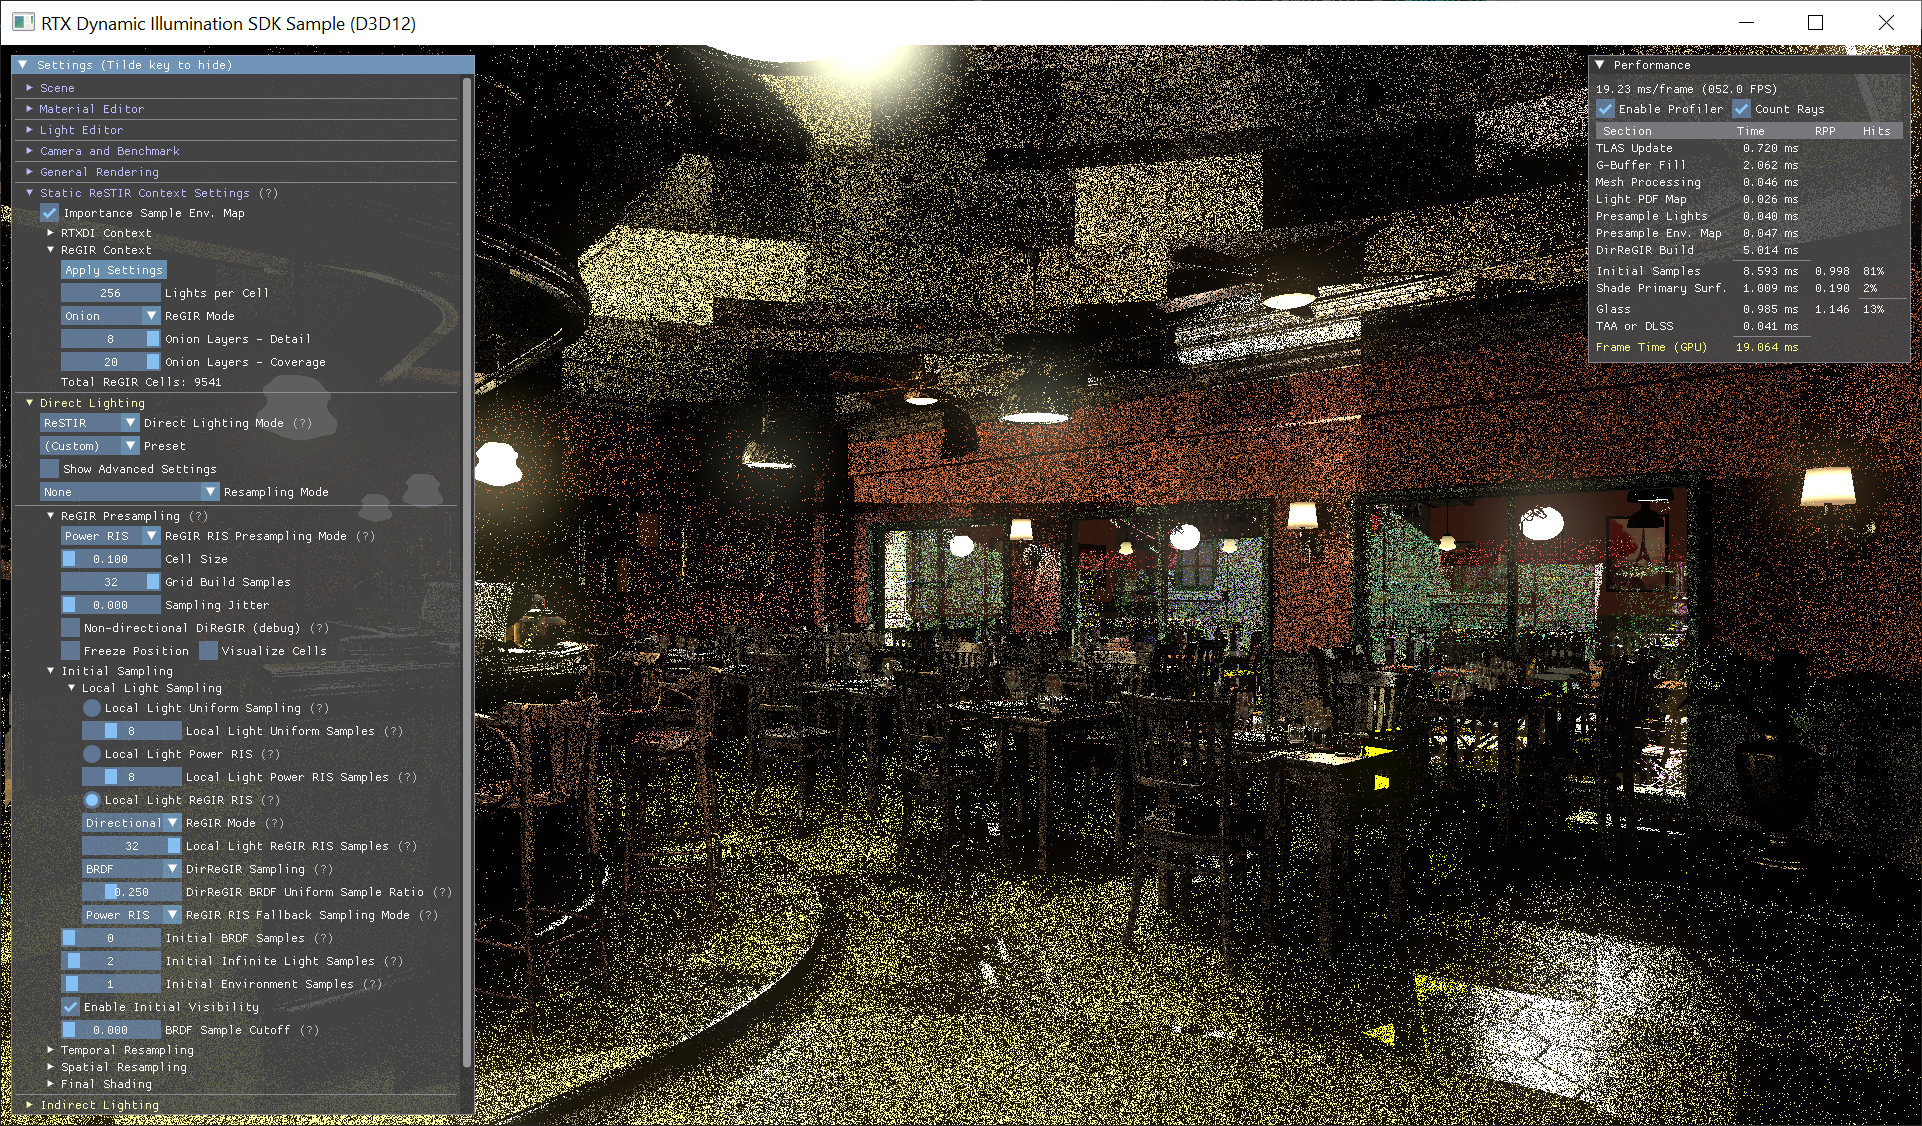 RTX Dynamic Illumination SDK Sample (D3D12)
Settings (Tilde key to hide)
Scene
Material Editor
Light Editor
Camera and Benchmark
General Rendering
Static ReSTIR Context Settings (?)
Importance Sample Env. Map
RTXDI Context
ReGIR Context
Apply Settings
256 Lights per Cell
Onion ReGIR Mode
8 Onion Layers - Detail
20 Onion Layers - Coverage
Total ReGIR Cells: 9541
Direct Lighting
ReSTIR Direct Lighting Mode (?)
(Custom) Preset
Show Advanced Settings
None Resampling Mode
ReGIR Presampling (?)
Power RIS ReGIR RIS Presampling Mode (?)
0.100 Cell Size
32 Grid Build Samples
0.000 Sampling Jitter
Non-directional DiReGIR (debug) (?)
Freeze Position Visualize Cells
Initial Sampling
Local Light Sampling
Local Light Uniform Sampling (?)
8 Local Light Uniform Samples (?)
Local Light Power RIS (?)
8 Local Light Power RIS Samples (?)
Local Light ReGIR RIS (?)
Directional ReGIR Mode (?)
32 Local Light ReGIR RIS Samples (?)
BRDF DirReGIR Sampling (?)
0.250 DirReGIR BRDF Uniform Sample Ratio (?)
Power RIS ReGIR RIS Fallback Sampling Mode (?)
0 Initial BRDF Samples (?)
2 Initial Infinite Light Samples (?)
1 Initial Environment Samples (?)
Enable Initial Visibility
0.000 BRDF Sample Cutoff (?)
Temporal Resampling
Spatial Resampling
Final Shading
Indirect Lighting
Performance
19.23 ms/frame (052.0 FPS)
Enable Profiler Count Rays
Section Time RPP Hits
TLAS Update 0.720 ms
G-Buffer Fill 2.062 ms
Mesh Processing 0.046 ms
Light PDF Map 0.026 ms
Presample Lights 0.040 ms
Presample Env. Map 0.047 ms
DirReGIR Build 5.014 ms
Initial Samples 8.593 ms 0.998 81%
Shade Primary Surf. 1.009 ms 0.190 2%
Glass 0.985 ms 1.146 13%
TAA or DLSS 0.041 ms
Frame Time (GPU) 19.064 ms